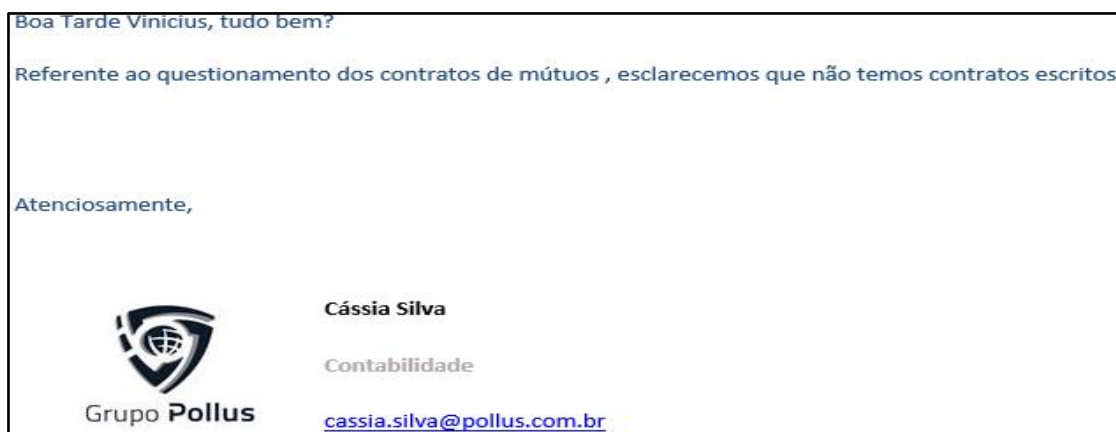 Boa Tarde Vinicius, tudo bem?
Referente ao questionamento dos contratos de mútuos , esclarecemos que não temos contratos escritos
Atenciosamente,
Cássia Silva
Contabilidade
Grupo Pollus
cassia.silva@pollus.com.br